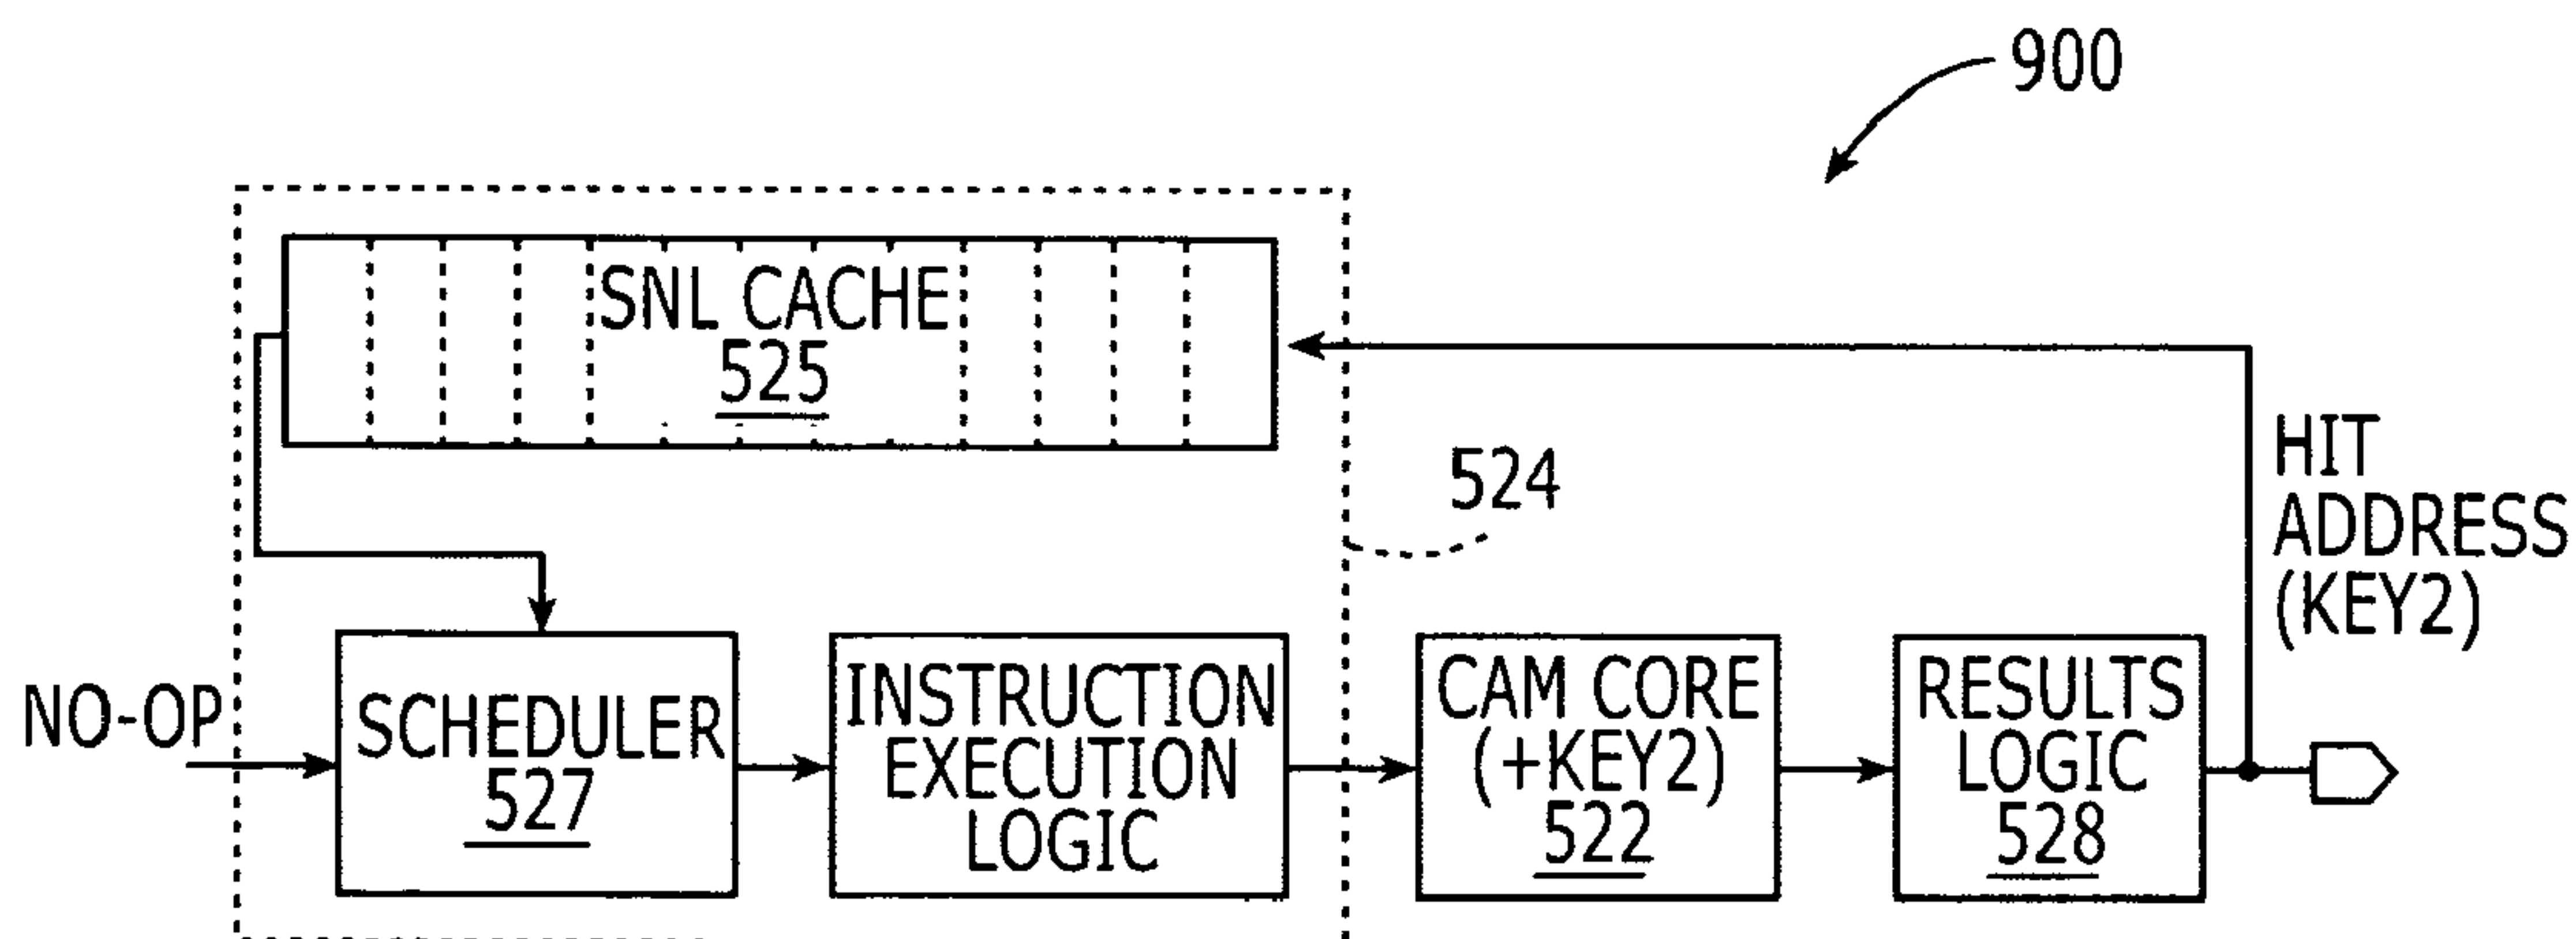 900
SNL CACHE
525
524
HIT
ADDRESS
(KEY2)
NO-OP
SCHEDULER
527
INSTRUCTION
EXECUTION
LOGIC
CAM CORE
(+KEY2)
522
RESULTS
LOGIC
528